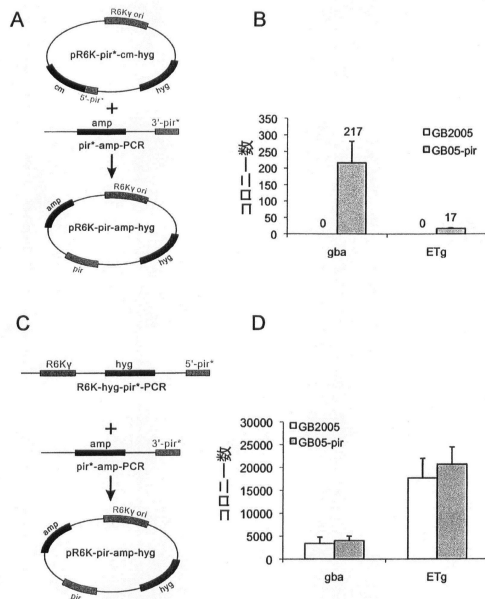 A
R6Kγ ori
pR6K-pir*-cm-hyg
cm
5'-pir*
hyg
+
amp
3'-pir*
pir*-amp-PCR
R6Kγ ori
amp
pR6K-pir-amp-hyg
pir
hyg
B
コロニー数
350
300
250
200
150
100
50
0
217
0
0
17
GB2005
GB05-pir
gba
ETg
C
R6Kγ
hyg
5'-pir*
R6K-hyg-pir*-PCR
+
amp
3'-pir*
pir*-amp-PCR
R6Kγ ori
amp
pR6K-pir-amp-hyg
pir
hyg
D
コロニー数
30000
25000
20000
15000
10000
5000
0
GB2005
GB05-pir
gba
ETg